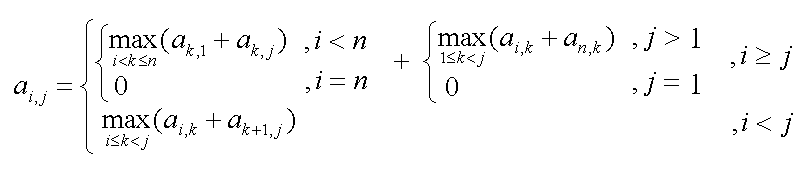 a_{i,j} = { { max_{i<k≤n}(a_{k,1} + a_{k,j}) , i < n ; 0 , i = n } + { max_{1≤k<j}(a_{i,k} + a_{n,k}) , j > 1 ; 0 , j = 1 } , i ≥ j
max_{i≤k<j}(a_{i,k} + a_{k+1,j}) , i < j